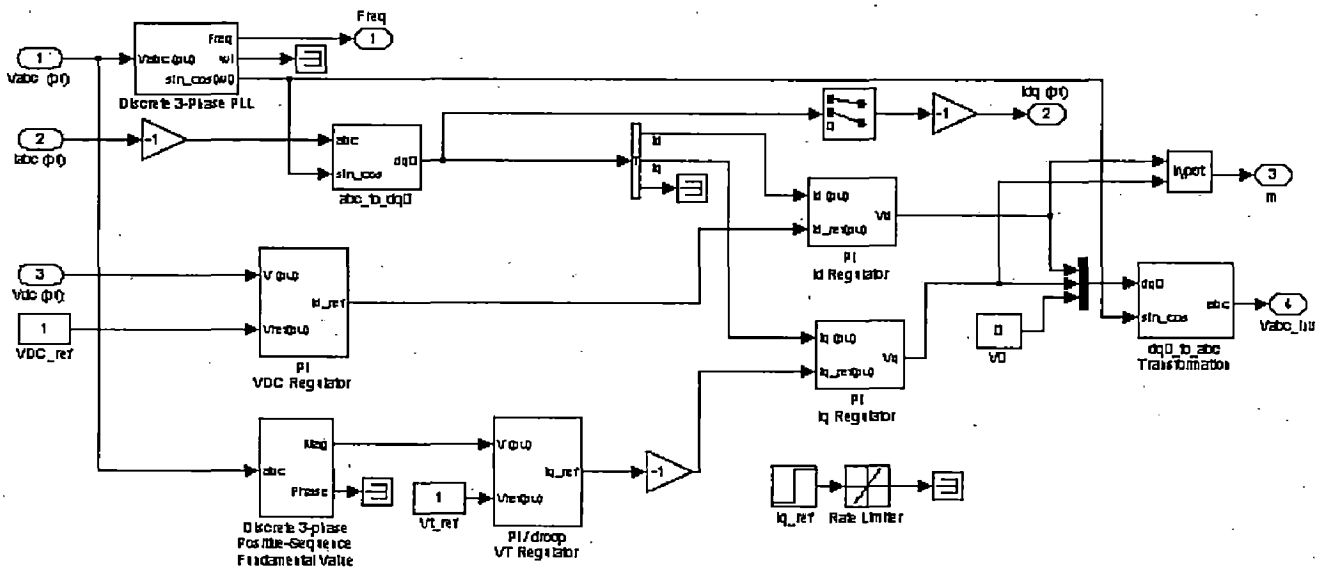 Freq
1
1
Vabc (pu)
Vabc (pu)
Freq
wt
sin_cos(wt)
Discrete 3-Phase PLL
2
Iabc (pu)
-1
abc
sin_cos
dq0
abc_to_dq0
Id
Iq
-1
Idq (pu)
2
Id (pu)
Id_ref(pu)
Vd
PI
Id Regulator
3
m
3
Vdc (pu)
1
VDC_ref
V (pu)
Vref(pu)
Id_ref
PI
VDC Regulator
Iq (pu)
Iq_ref(pu)
Vq
PI
Iq Regulator
0
V0
dq0
sin_cos
abc
dq0_to_abc
Transformation
4
abc
Mag
Phase
Discrete 3-phase
Positive-Sequence
Fundamental Value
1
Vt_ref
V (pu)
Vref(pu)
Iq_ref
PI/droop
VT Regulator
-1
Iq_ref
Rate Limiter